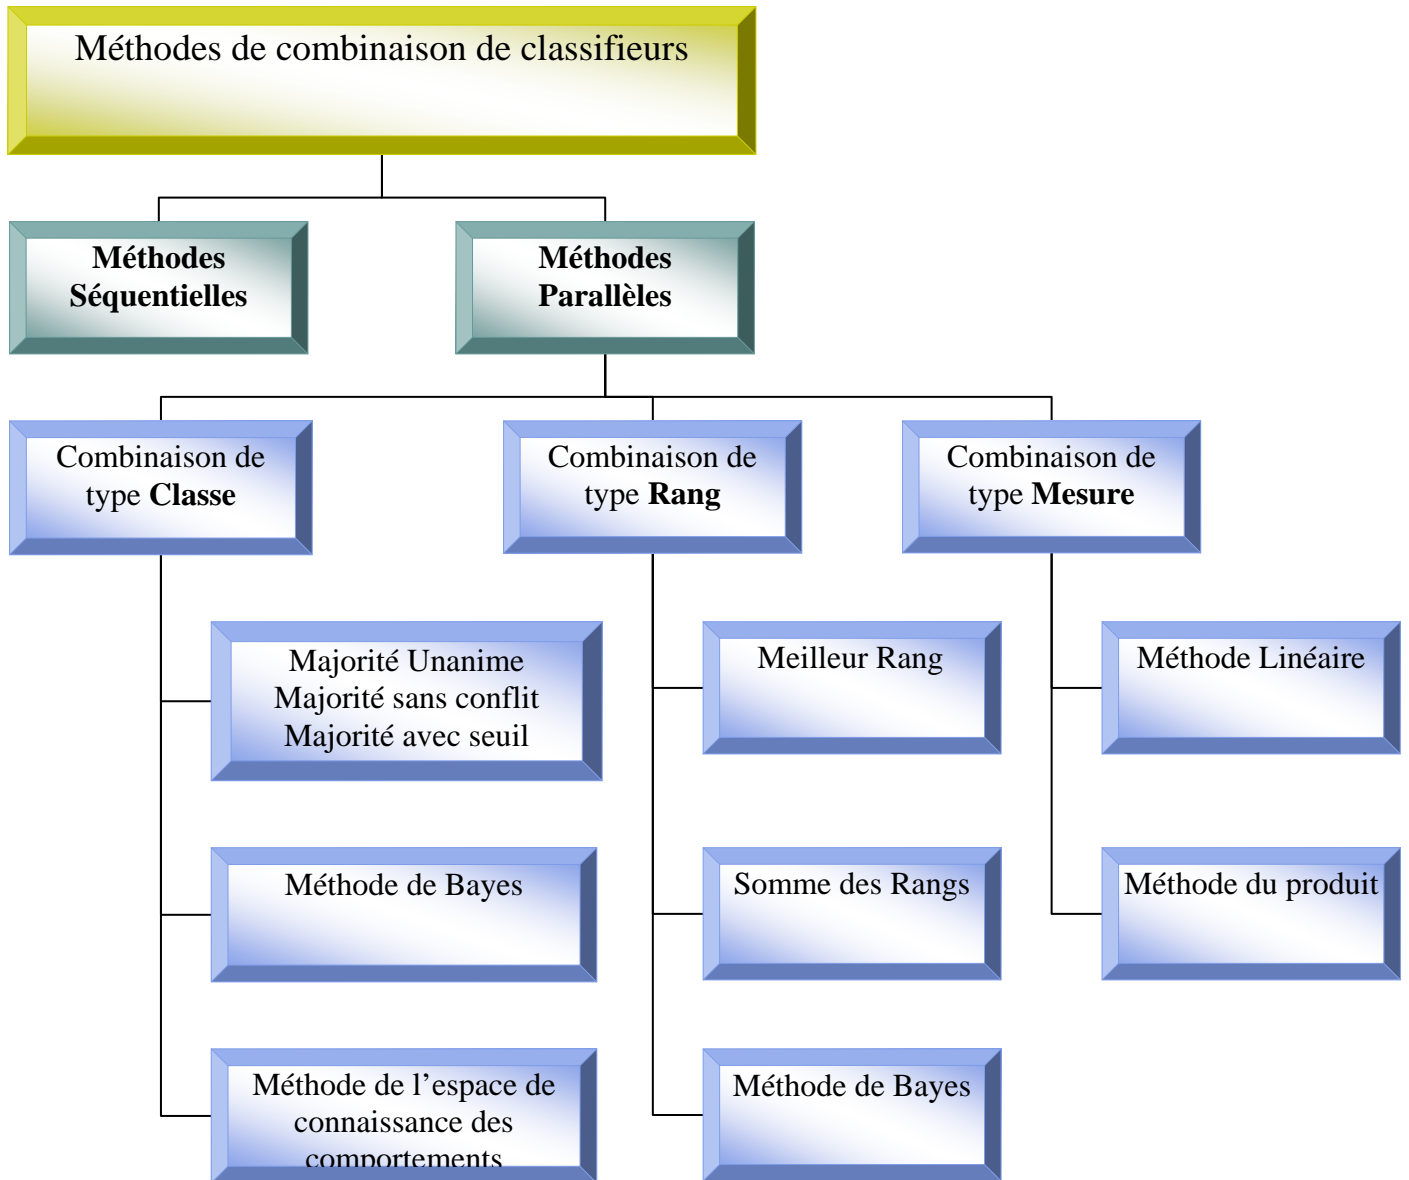 Méthodes de combinaison de classifieurs
Méthodes
Séquentielles
Méthodes
Parallèles
Combinaison de
type Classe
Combinaison de
type Rang
Combinaison de
type Mesure
Majorité Unanime
Majorité sans conflit
Majorité avec seuil
Meilleur Rang
Méthode Linéaire
Méthode de Bayes
Somme des Rangs
Méthode du produit
Méthode de l’espace de
connaissance des
comportements
Méthode de Bayes